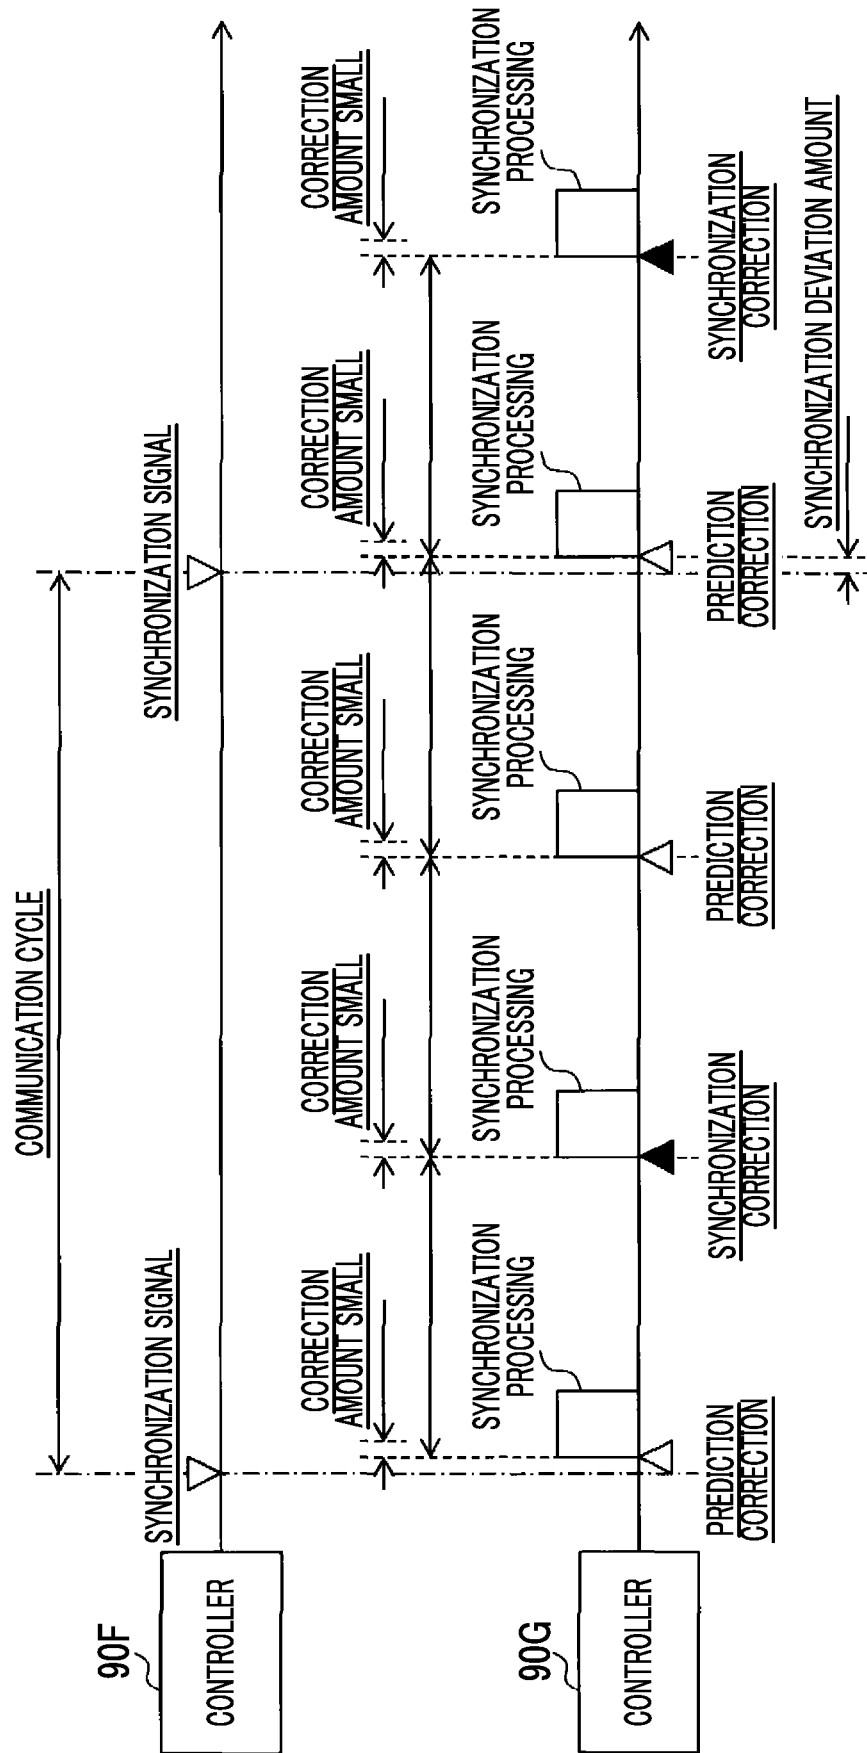 COMMUNICATION CYCLE
SYNCHRONIZATION SIGNAL
SYNCHRONIZATION SIGNAL
90F
CONTROLLER
CORRECTION
AMOUNT SMALL
CORRECTION
AMOUNT SMALL
CORRECTION
AMOUNT SMALL
CORRECTION
AMOUNT SMALL
CORRECTION
AMOUNT SMALL
SYNCHRONIZATION
PROCESSING
SYNCHRONIZATION
PROCESSING
SYNCHRONIZATION
PROCESSING
SYNCHRONIZATION
PROCESSING
SYNCHRONIZATION
PROCESSING
90G
CONTROLLER
PREDICTION
CORRECTION
SYNCHRONIZATION
CORRECTION
PREDICTION
CORRECTION
PREDICTION
CORRECTION
SYNCHRONIZATION
CORRECTION
SYNCHRONIZATION DEVIATION AMOUNT